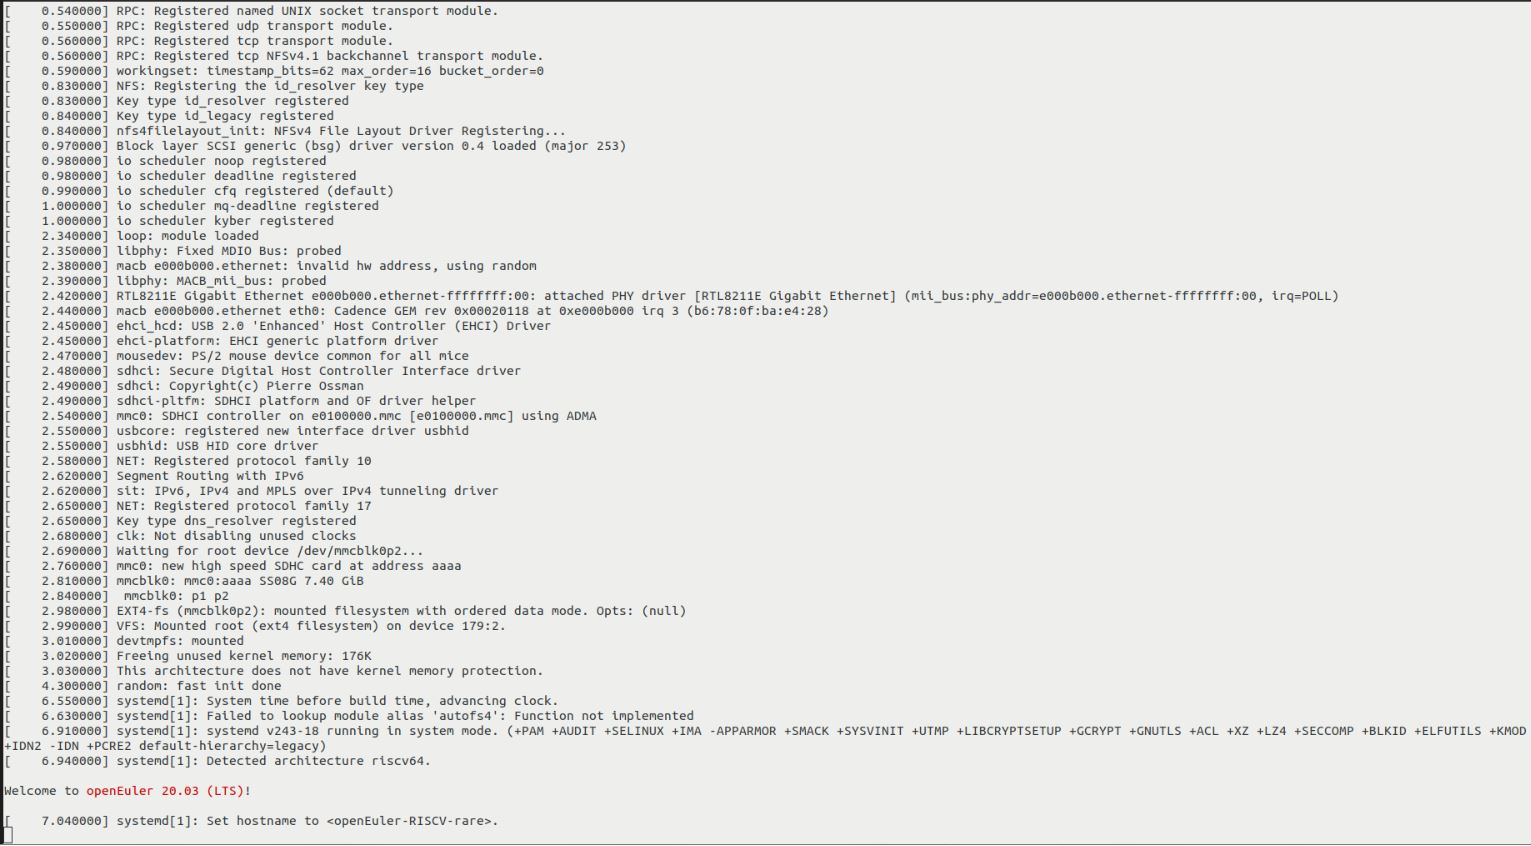 [    0.540000] RPC: Registered named UNIX socket transport module.
[    0.550000] RPC: Registered udp transport module.
[    0.560000] RPC: Registered tcp transport module.
[    0.560000] RPC: Registered tcp NFSv4.1 backchannel transport module.
[    0.590000] workingset: timestamp_bits=62 max_order=16 bucket_order=0
[    0.830000] NFS: Registering the id_resolver key type
[    0.830000] Key type id_resolver registered
[    0.840000] Key type id_legacy registered
[    0.840000] nfs4filelayout_init: NFSv4 File Layout Driver Registering...
[    0.970000] Block layer SCSI generic (bsg) driver version 0.4 loaded (major 253)
[    0.980000] io scheduler noop registered
[    0.980000] io scheduler deadline registered
[    0.990000] io scheduler cfq registered (default)
[    1.000000] io scheduler mq-deadline registered
[    1.000000] io scheduler kyber registered
[    2.340000] loop: module loaded
[    2.350000] libphy: Fixed MDIO Bus: probed
[    2.380000] macb e000b000.ethernet: invalid hw address, using random
[    2.390000] libphy: MACB_mii_bus: probed
[    2.420000] RTL8211E Gigabit Ethernet e000b000.ethernet-ffffffff:00: attached PHY driver [RTL8211E Gigabit Ethernet] (mii_bus:phy_addr=e000b000.ethernet-ffffffff:00, irq=POLL)
[    2.440000] macb e000b000.ethernet eth0: Cadence GEM rev 0x00020118 at 0xe000b000 irq 3 (b6:78:0f:ba:e4:28)
[    2.450000] ehci_hcd: USB 2.0 'Enhanced' Host Controller (EHCI) Driver
[    2.450000] ehci-platform: EHCI generic platform driver
[    2.470000] mousedev: PS/2 mouse device common for all mice
[    2.480000] sdhci: Secure Digital Host Controller Interface driver
[    2.490000] sdhci: Copyright(c) Pierre Ossman
[    2.490000] sdhci-pltfm: SDHCI platform and OF driver helper
[    2.540000] mmc0: SDHCI controller on e0100000.mmc [e0100000.mmc] using ADMA
[    2.550000] usbcore: registered new interface driver usbhid
[    2.550000] usbhid: USB HID core driver
[    2.580000] NET: Registered protocol family 10
[    2.620000] Segment Routing with IPv6
[    2.620000] sit: IPv6, IPv4 and MPLS over IPv4 tunneling driver
[    2.650000] NET: Registered protocol family 17
[    2.650000] Key type dns_resolver registered
[    2.680000] clk: Not disabling unused clocks
[    2.690000] Waiting for root device /dev/mmcblk0p2...
[    2.760000] mmc0: new high speed SDHC card at address aaaa
[    2.810000] mmcblk0: mmc0:aaaa SS08G 7.40 GiB
[    2.840000]  mmcblk0: p1 p2
[    2.980000] EXT4-fs (mmcblk0p2): mounted filesystem with ordered data mode. Opts: (null)
[    2.990000] VFS: Mounted root (ext4 filesystem) on device 179:2.
[    3.010000] devtmpfs: mounted
[    3.020000] Freeing unused kernel memory: 176K
[    3.030000] This architecture does not have kernel memory protection.
[    4.300000] random: fast init done
[    6.550000] systemd[1]: System time before build time, advancing clock.
[    6.630000] systemd[1]: Failed to lookup module alias 'autofs4': Function not implemented
[    6.910000] systemd[1]: systemd v243-18 running in system mode. (+PAM +AUDIT +SELINUX +IMA -APPARMOR +SMACK +SYSVINIT +UTMP +LIBCRYPTSETUP +GCRYPT +GNUTLS +ACL +XZ +LZ4 +SECCOMP +BLKID +ELFUTILS +KMOD
+IDN2 -IDN +PCRE2 default-hierarchy=legacy)
[    6.940000] systemd[1]: Detected architecture riscv64.
Welcome to openEuler 20.03 (LTS)!
[    7.040000] systemd[1]: Set hostname to <openEuler-RISCV-rare>.